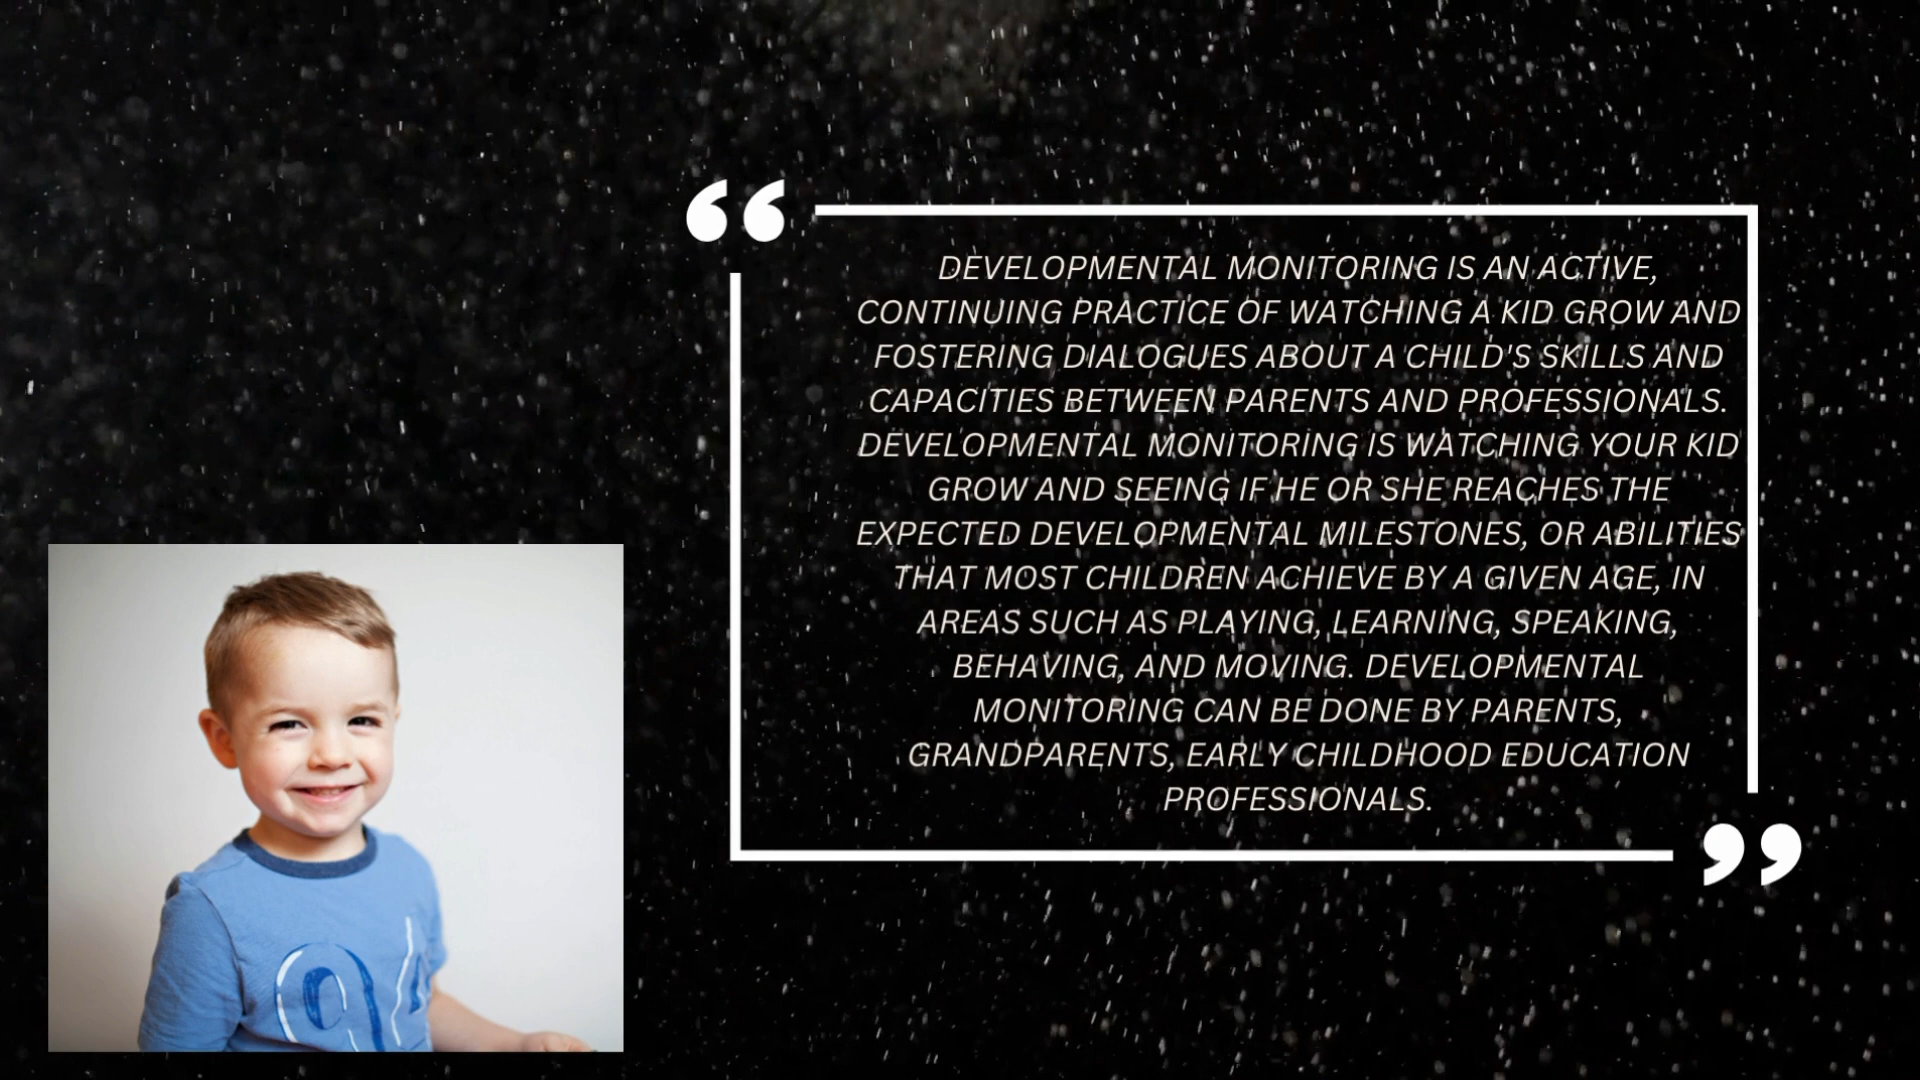 “
DEVELOPMENTAL MONITORING IS AN ACTIVE,
CONTINUING PRACTICE OF WATCHING A KID GROW AND
FOSTERING DIALOGUES ABOUT A CHILD'S SKILLS AND
CAPACITIES BETWEEN PARENTS AND PROFESSIONALS.
DEVELOPMENTAL MONITORING IS WATCHING YOUR KID
GROW AND SEEING IF HE OR SHE REACHES THE
EXPECTED DEVELOPMENTAL MILESTONES, OR ABILITIES
THAT MOST CHILDREN ACHIEVE BY A GIVEN AGE, IN
AREAS SUCH AS PLAYING, LEARNING, SPEAKING,
BEHAVING, AND MOVING. DEVELOPMENTAL
MONITORING CAN BE DONE BY PARENTS,
GRANDPARENTS, EARLY CHILDHOOD EDUCATION
PROFESSIONALS.
”